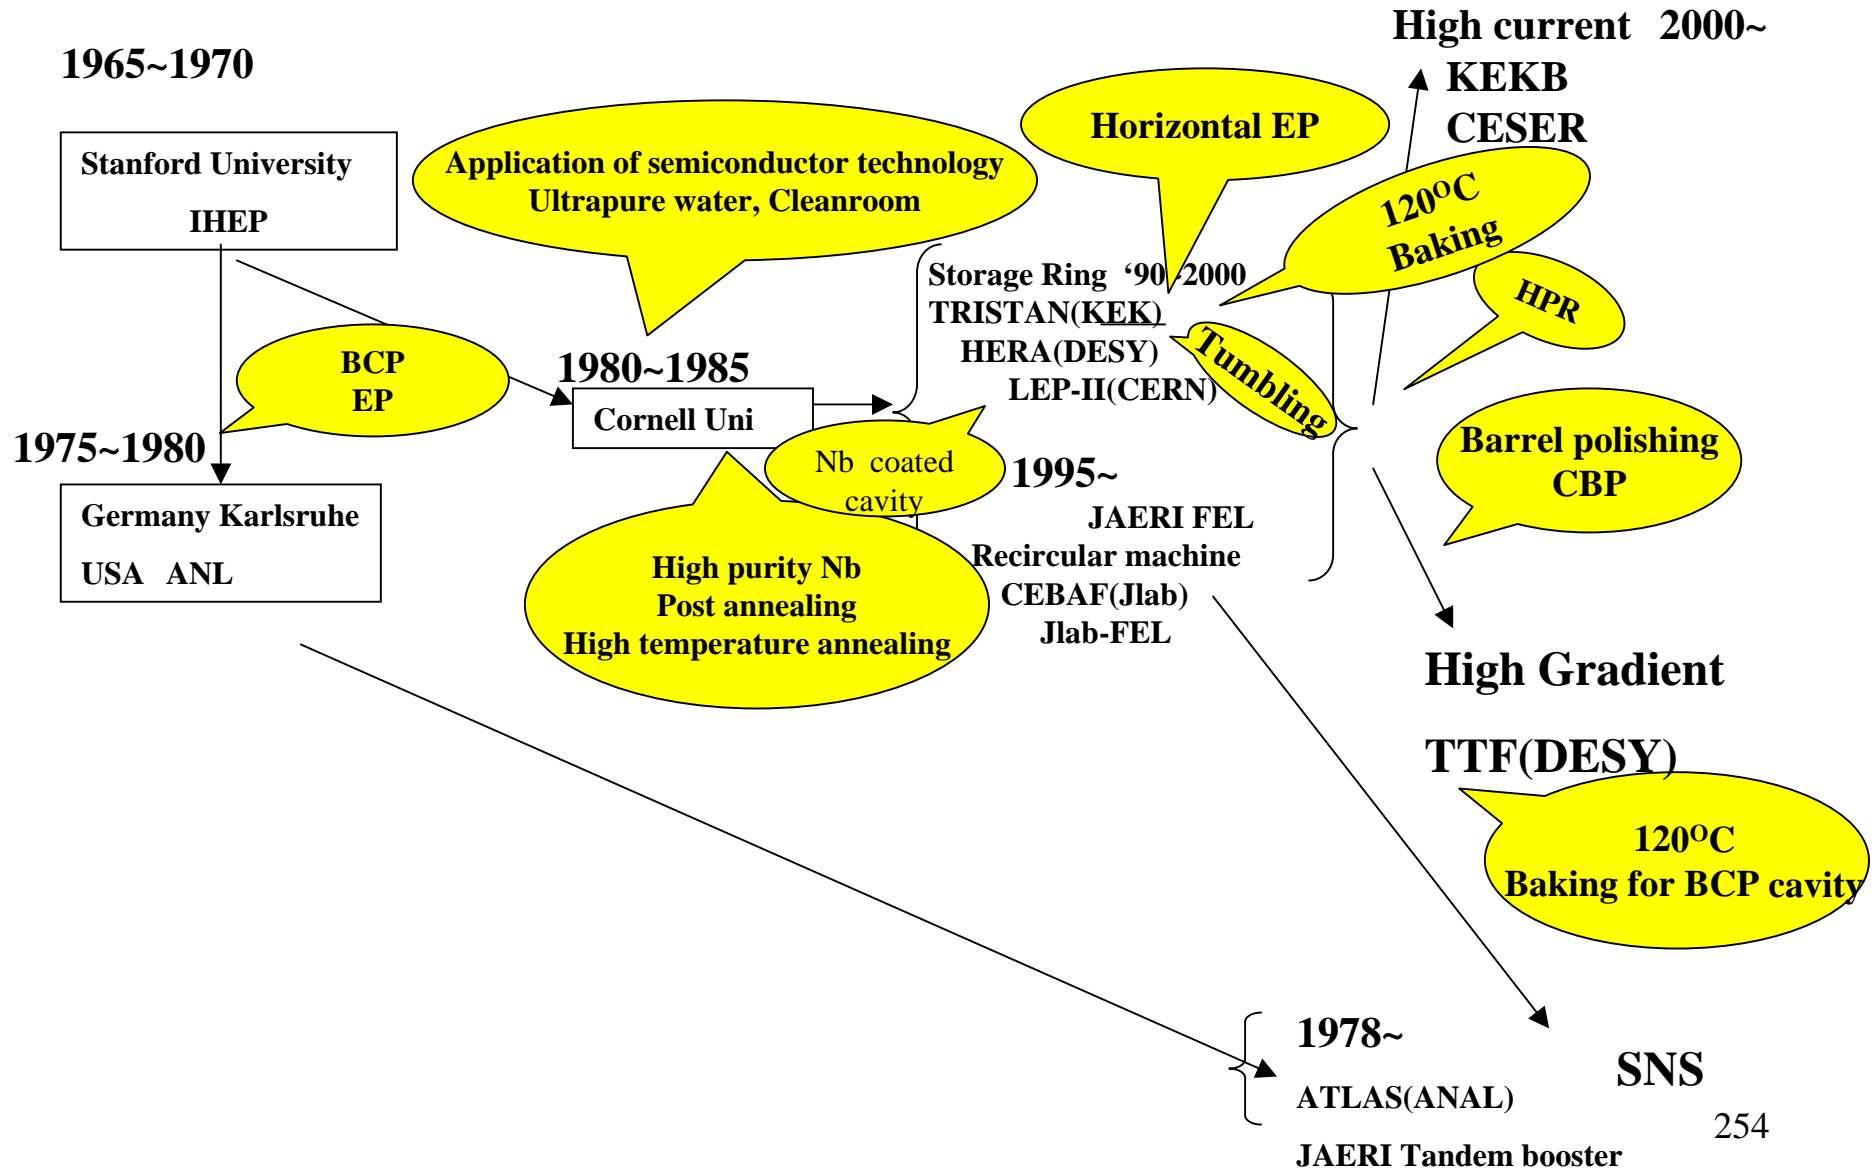 High current 2000~
KEKB
CESER
1965~1970
Stanford University
IHEP
Application of semiconductor technology
Ultrapure water, Cleanroom
Horizontal EP
120ᴼC
Baking
HPR
Storage Ring ‘90~2000
TRISTAN(KEK)
HERA(DESY)
LEP-II(CERN)
Tumbling
BCP
EP
1980~1985
Cornell Uni
1975~1980
Germany Karlsruhe
USA ANL
Nb coated
cavity
High purity Nb
Post annealing
High temperature annealing
1995~
JAERI FEL
Recircular machine
CEBAF(Jlab)
Jlab-FEL
Barrel polishing
CBP
High Gradient
TTF(DESY)
120ᴼC
Baking for BCP cavity
1978~
ATLAS(ANAL)
JAERI Tandem booster
SNS
254